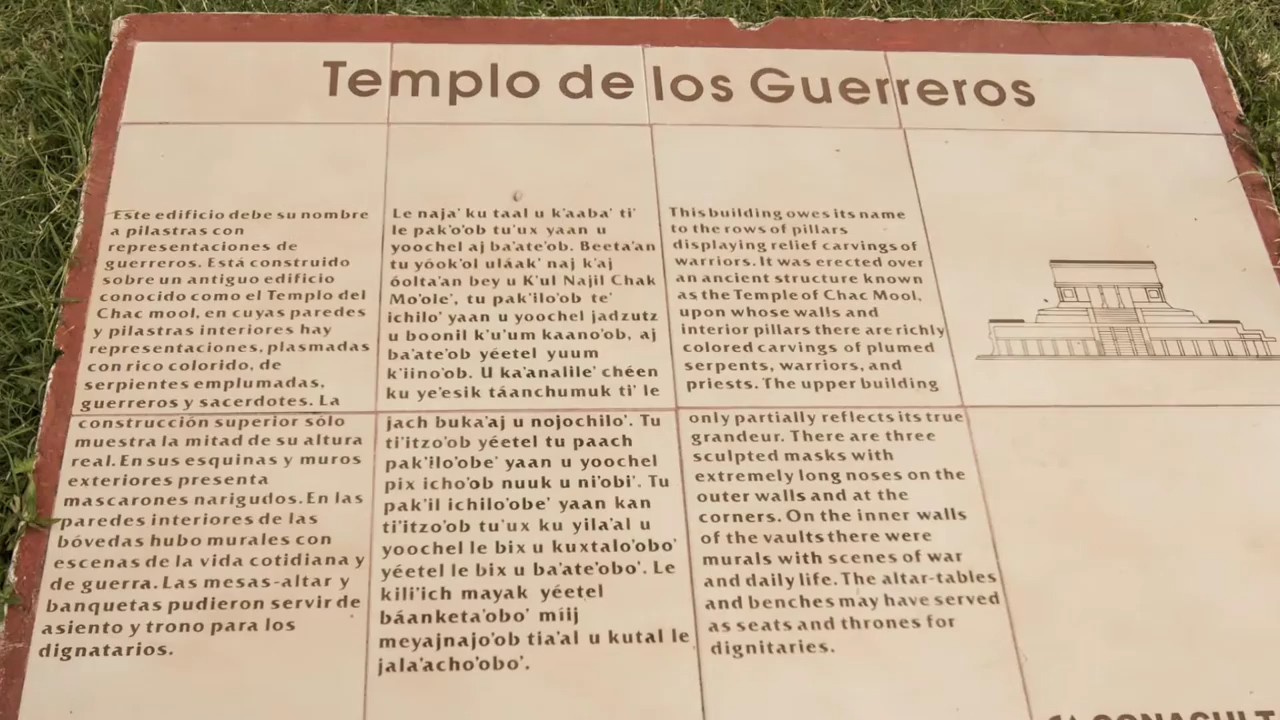 Templo de los Guerreros
Este edificio debe su nombre
a pilastras con
representaciones de
guerreros. Está construido
sobre un antiguo edificio
conocido como el Templo del
Chac mool, en cuyas paredes
y pilastras interiores hay
representaciones, plasmadas
con rico colorido, de
serpientes emplumadas,
guerreros y sacerdotes. La
construcción superior sólo
muestra la mitad de su altura
real. En sus esquinas y muros
exteriores presenta
mascarones narigudos. En las
paredes interiores de las
bóvedas hubo murales con
escenas de la vida cotidiana y
de guerra. Las mesas-altar y
banquetas pudieron servir de
asiento y trono para los
dignatarios.
Le naja' ku taal u k'aaba' ti'
le pak'o'ob tu'ux yaan u
yoochel aj ba'ate'ob. Beeta'an
tu yóok'ol uláak' naj k'aj
óolta'an bey u K'ul Najil Chak
Mo'ole', tu pak'ilo'ob te'
ichilo' yaan u yoochel jadzutz
u boonil k'u'um kaano'ob, aj
ba'ate'ob yéetel yuum
k'iino'ob. U ka'analile' chéen
ku ye'esik táanchumuk ti' le
jach buka'aj u nojochilo'. Tu
ti'itzo'ob yéetel tu paach
pak'ilo'obe' yaan u yoochel
pix icho'ob nuuk u ni'obi'. Tu
pak'il ichilo'obe' yaan kan
ti'itzo'ob tu'ux ku yila'al u
yoochel le bix u kuxtalo'obo'
yéetel le bix u ba'ate'obo'. Le
kili'ich mayak yéetel
báanketa'obo' míij
meyajnajo'ob tia'al u kutal le
jala'acho'obo'.
This building owes its name
to the rows of pillars
displaying relief carvings of
warriors. It was erected over
an ancient structure known
as the Temple of Chac Mool,
upon whose walls and
interior pillars there are richly
colored carvings of plumed
serpents, warriors, and
priests. The upper building
only partially reflects its true
grandeur. There are three
sculpted masks with
extremely long noses on the
outer walls and at the
corners. On the inner walls
of the vaults there were
murals with scenes of war
and daily life. The altar-tables
and benches may have served
as seats and thrones for
dignitaries.